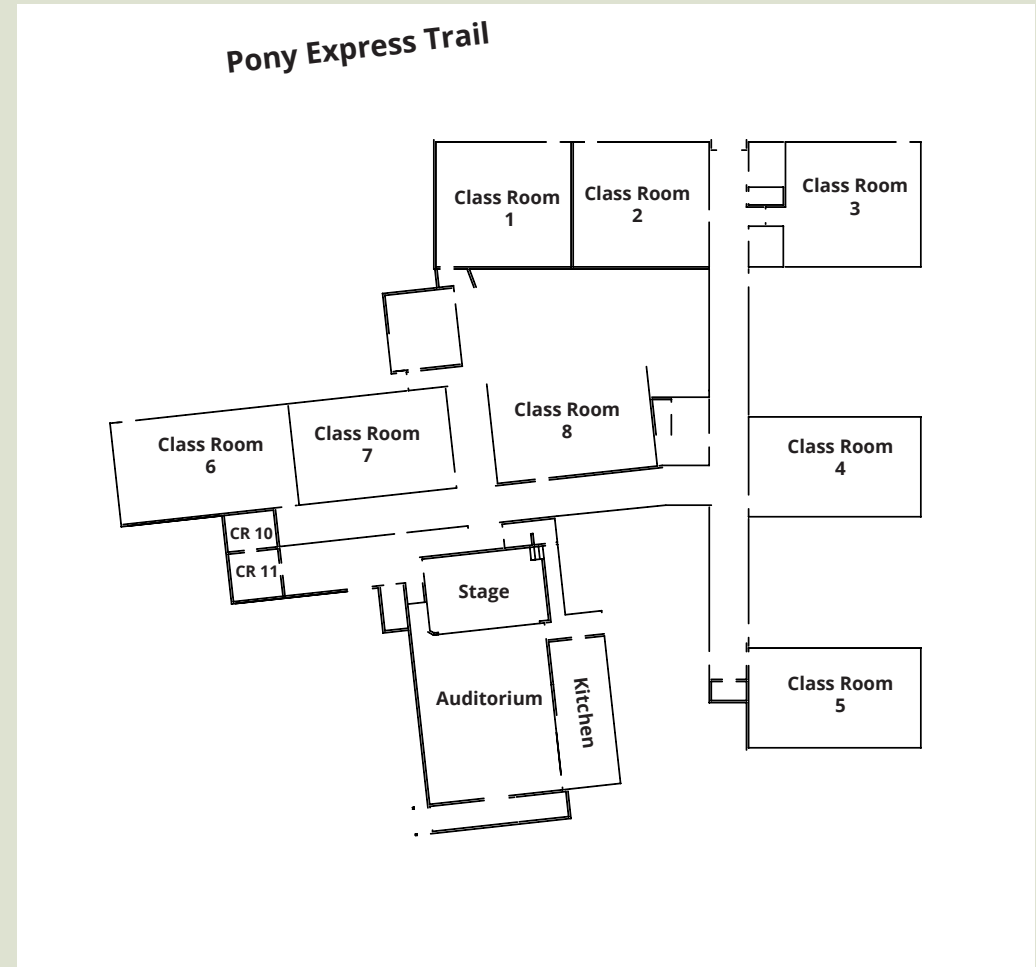 Pony Express Trail
Class Room
1
Class Room
2
Class Room
3
Class Room
6
Class Room
7
Class Room
8
Class Room
4
CR 10
CR 11
Stage
Auditorium
Kitchen
Class Room
5